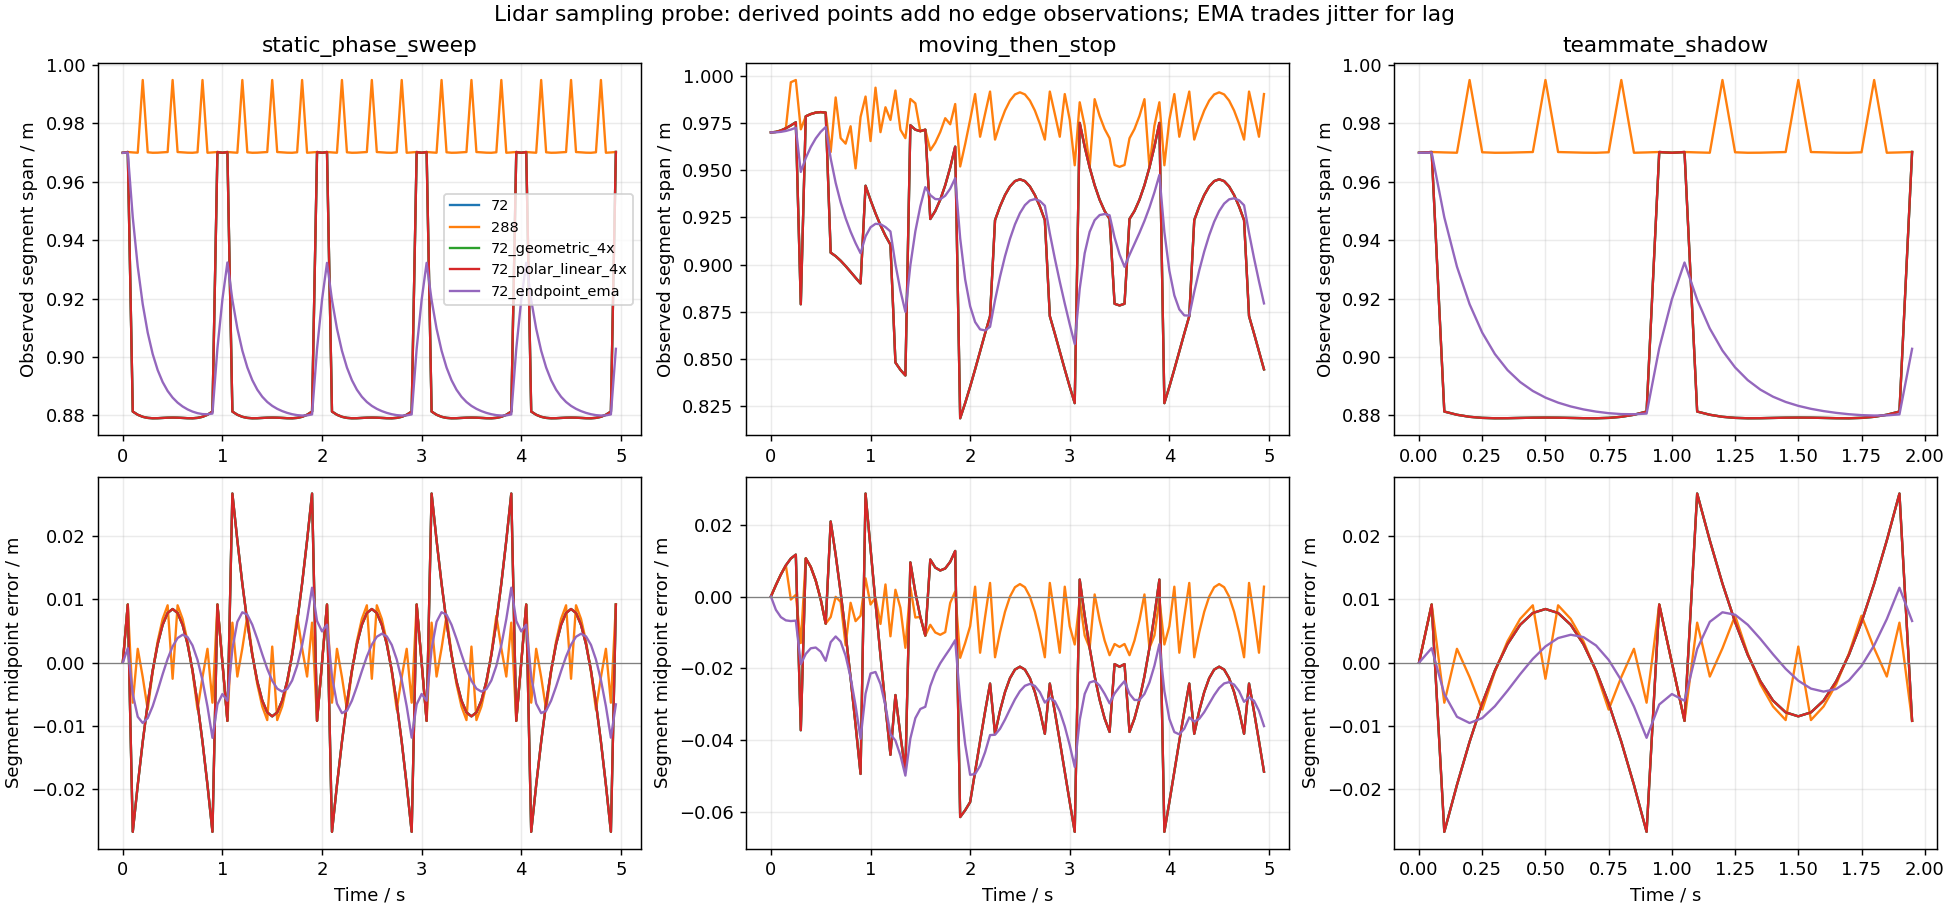 Lidar sampling probe: derived points add no edge observations; EMA trades jitter for lag
static_phase_sweep
moving_then_stop
teammate_shadow
Observed segment span / m
1.00
0.98
0.96
0.94
0.92
0.90
0.88
0 1 2 3 4 5
72
288
72_geometric_4x
72_polar_linear_4x
72_endpoint_ema
Observed segment span / m
1.000
0.975
0.950
0.925
0.900
0.875
0.850
0.825
0 1 2 3 4 5
Observed segment span / m
1.00
0.98
0.96
0.94
0.92
0.90
0.88
0.00 0.25 0.50 0.75 1.00 1.25 1.50 1.75 2.00
Segment midpoint error / m
0.02
0.01
0.00
−0.01
−0.02
0 1 2 3 4 5
Time / s
Segment midpoint error / m
0.02
0.00
−0.02
−0.04
−0.06
0 1 2 3 4 5
Time / s
Segment midpoint error / m
0.02
0.01
0.00
−0.01
−0.02
0.00 0.25 0.50 0.75 1.00 1.25 1.50 1.75 2.00
Time / s